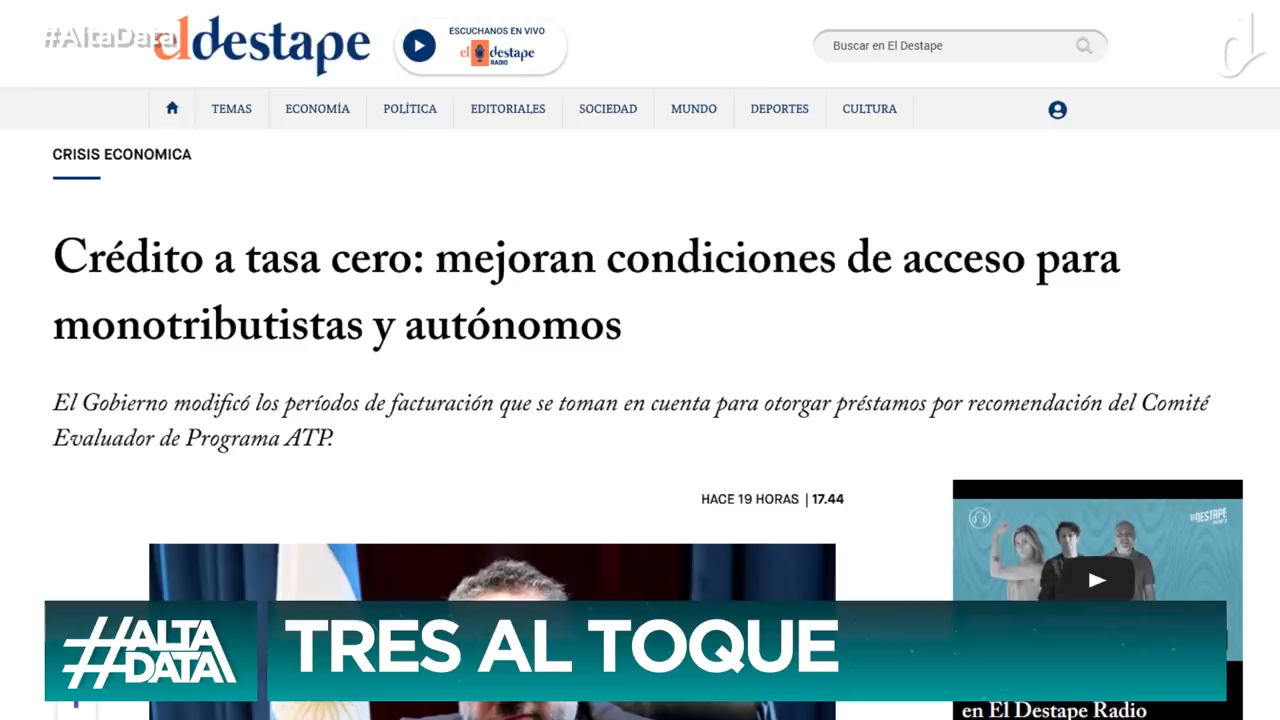 #AltaData
eldestape
ESCUCHANOS EN VIVO
el destape
RADIO
Buscar en El Destape
TEMAS
ECONOMÍA
POLÍTICA
EDITORIALES
SOCIEDAD
MUNDO
DEPORTES
CULTURA
CRISIS ECONOMICA
Crédito a tasa cero: mejoran condiciones de acceso para
monotributistas y autónomos
El Gobierno modificó los períodos de facturación que se toman en cuenta para otorgar préstamos por recomendación del Comité
Evaluador de Programa ATP.
HACE 19 HORAS | 17.44
EL DESTAPE
#ALTA
DATA
TRES AL TOQUE
en El Destape Radio